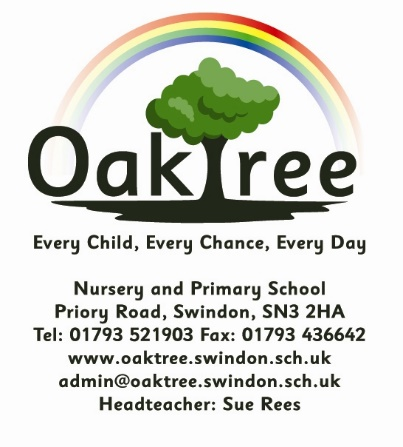 OakTree
Every Child, Every Chance, Every Day
Nursery and Primary School
Priory Road, Swindon, SN3 2HA
Tel: 01793 521903 Fax: 01793 436642
www.oaktree.swindon.sch.uk
admin@oaktree.swindon.sch.uk
Headteacher: Sue Rees